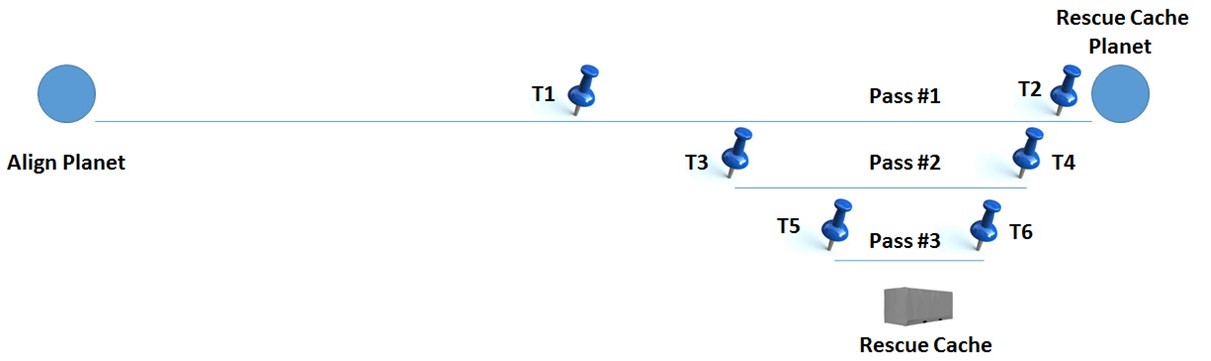 Rescue Cache
Planet
T1
Pass #1
T2
Align Planet
T3
Pass #2
T4
T5
Pass #3
T6
Rescue Cache